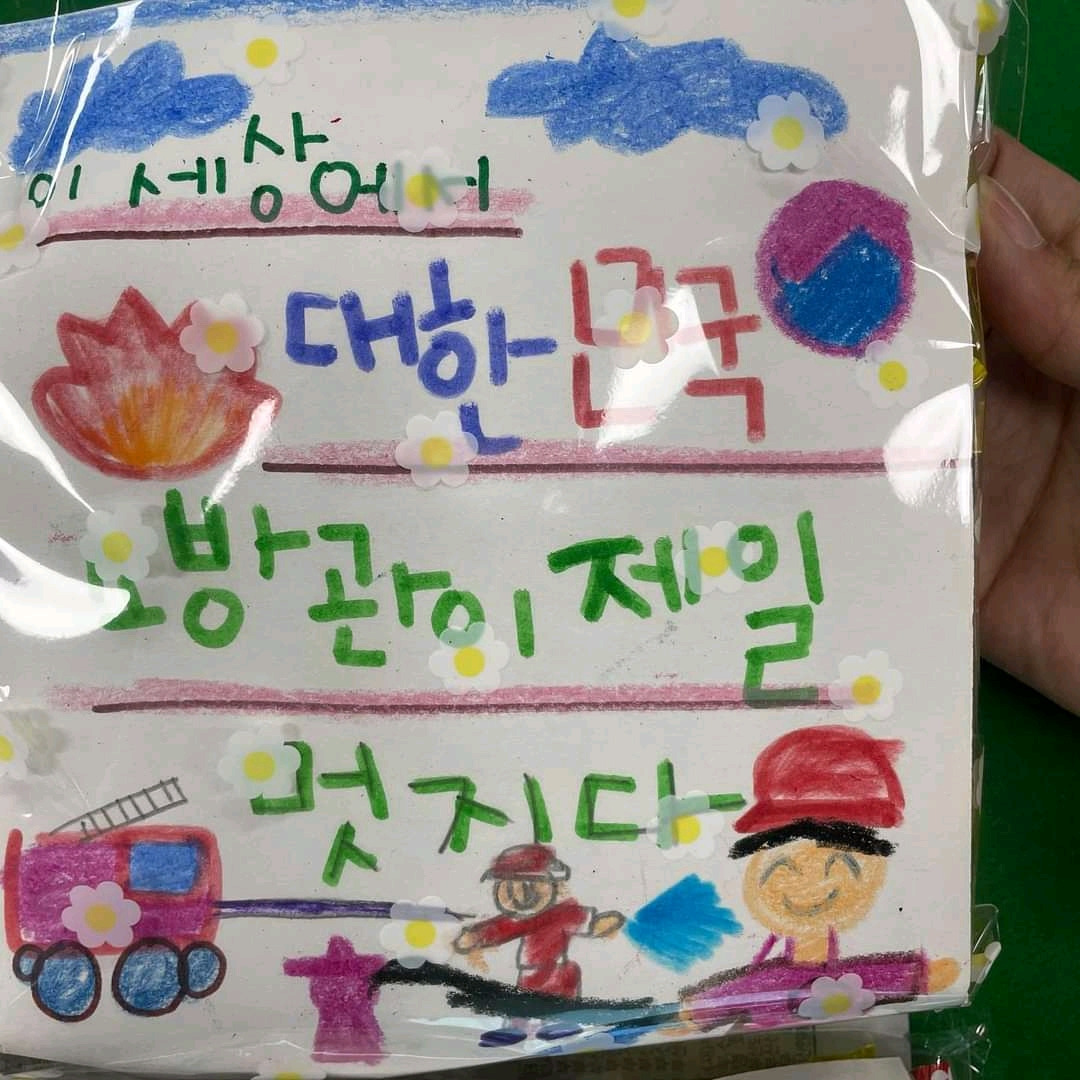 이 세상에서
대한민국
소방관이 제일
멋지다